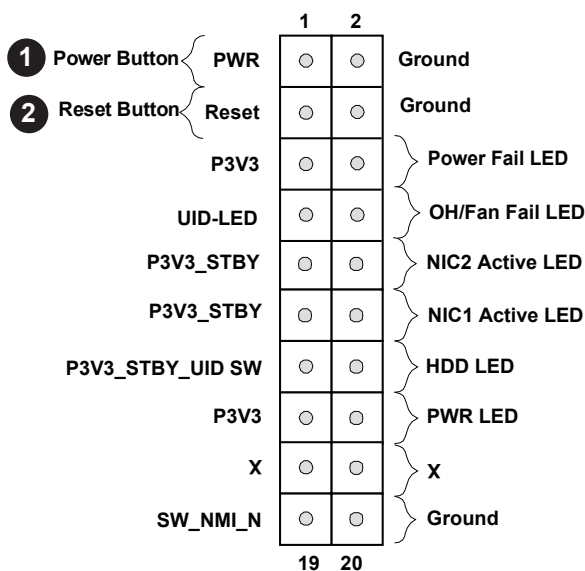 1 2
1 Power Button PWR Ground
2 Reset Button Reset Ground
P3V3 Power Fail LED
UID-LED OH/Fan Fail LED
P3V3_STBY NIC2 Active LED
P3V3_STBY NIC1 Active LED
P3V3_STBY_UID SW HDD LED
P3V3 PWR LED
X X
SW_NMI_N Ground
19 20